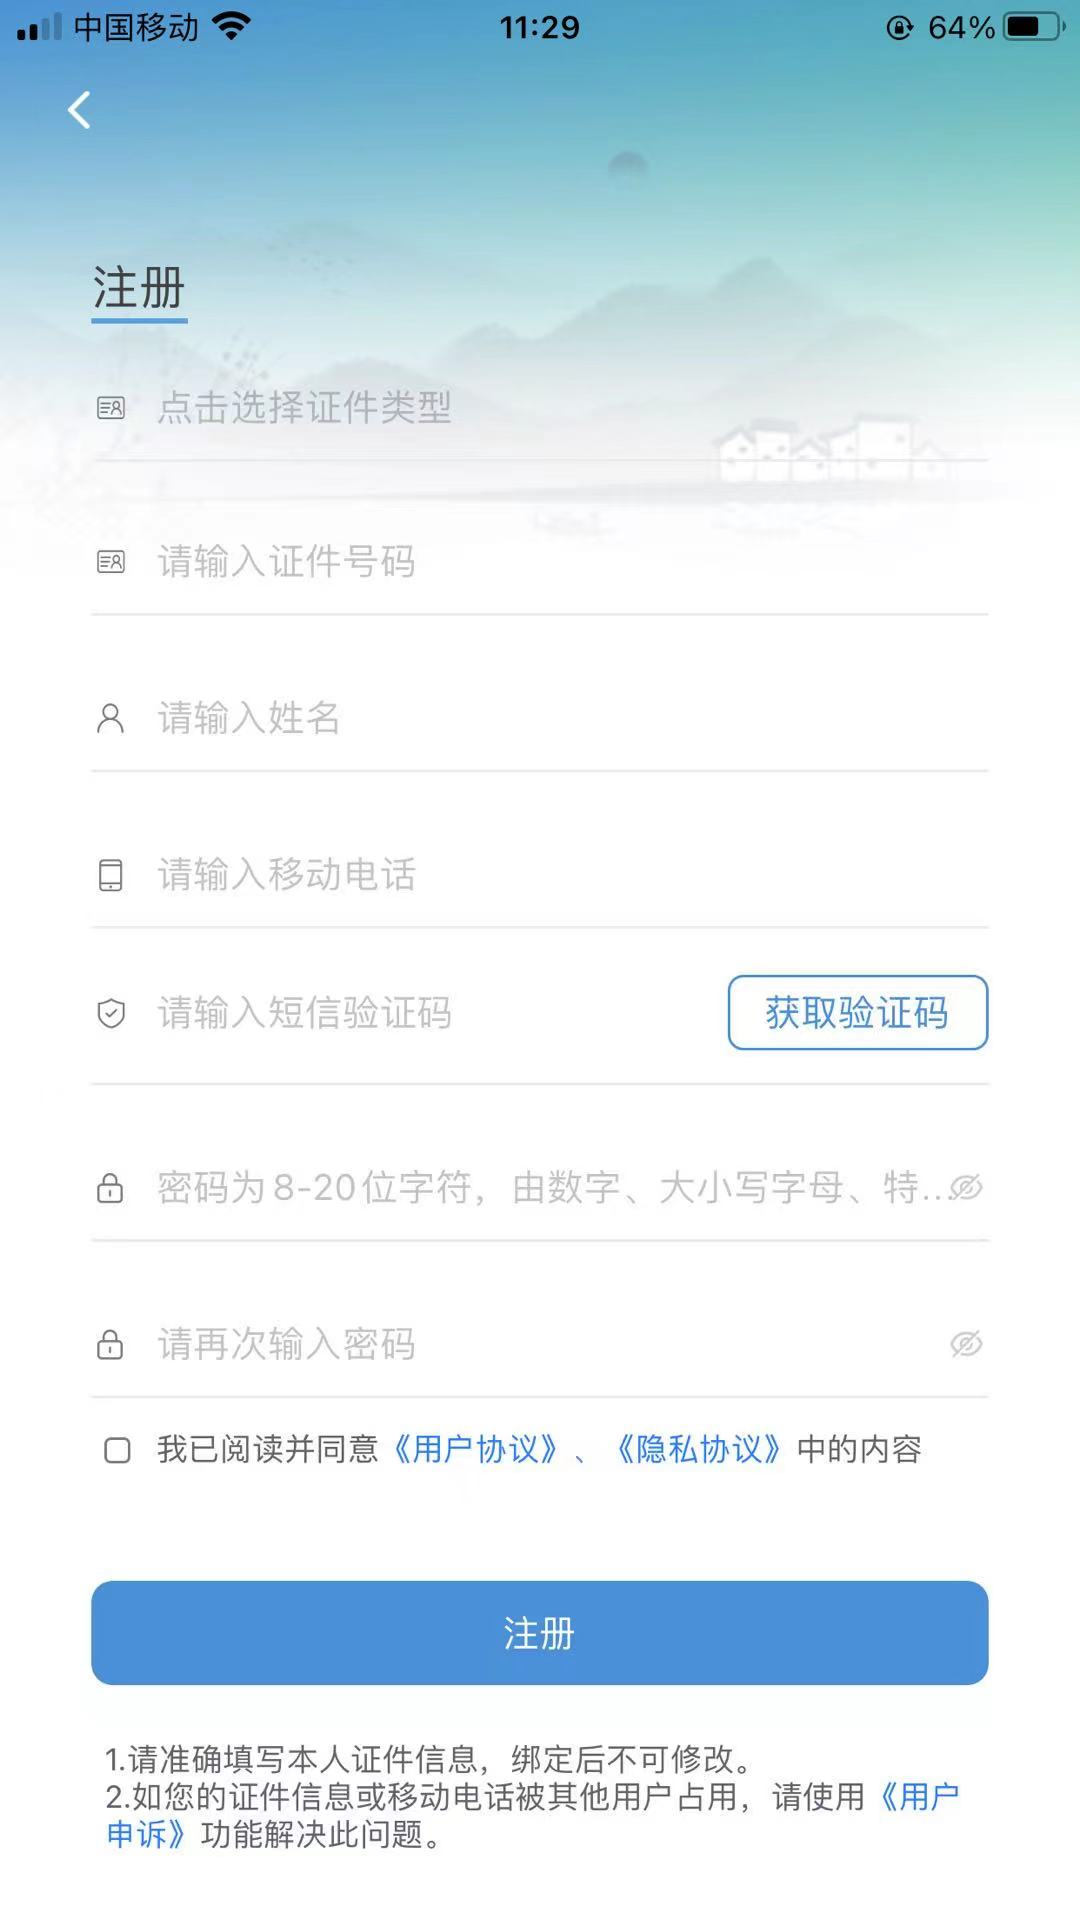 中国移动 11:29 64%
注册
点击选择证件类型
请输入证件号码
请输入姓名
请输入移动电话
请输入短信验证码 获取验证码
密码为8-20位字符，由数字、大小写字母、特...
请再次输入密码
我已阅读并同意《用户协议》、《隐私协议》中的内容
注册
1.请准确填写本人证件信息，绑定后不可修改。
2.如您的证件信息或移动电话被其他用户占用，请使用《用户
申诉》功能解决此问题。